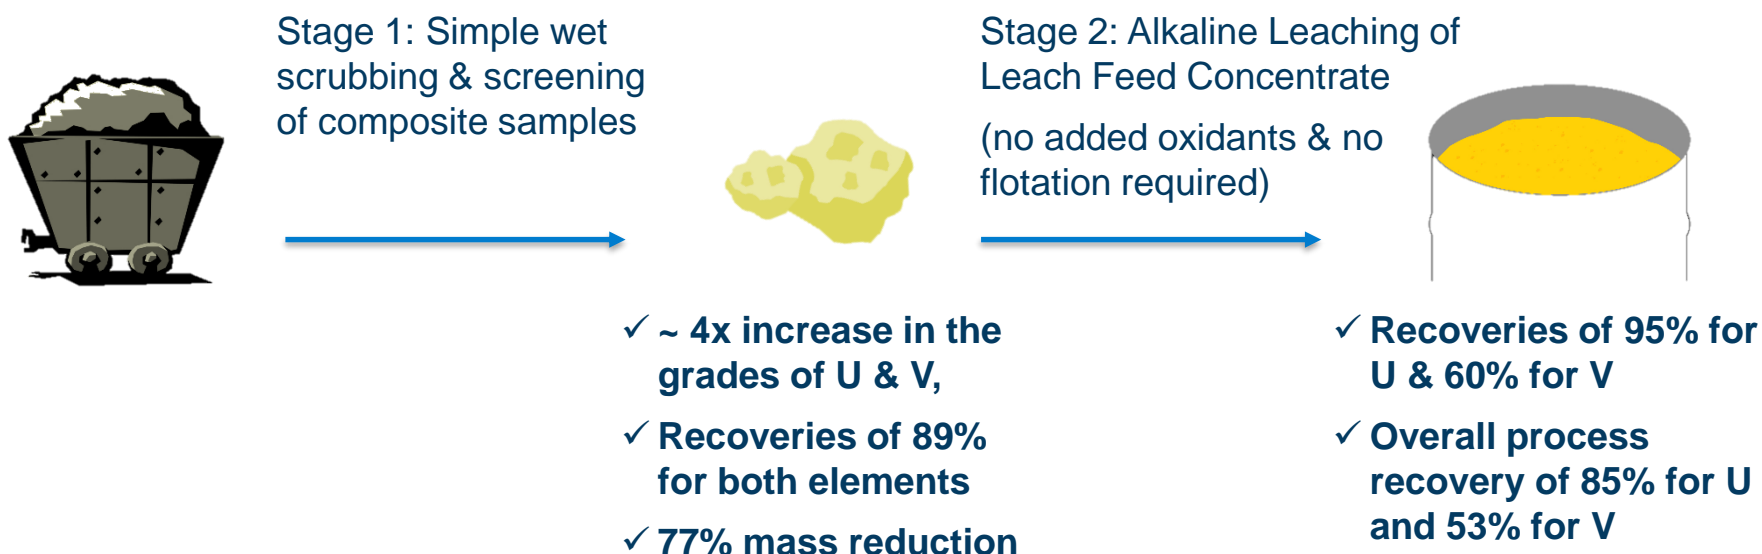 Stage 1: Simple wet
scrubbing & screening
of composite samples
Stage 2: Alkaline Leaching of
Leach Feed Concentrate
(no added oxidants & no
flotation required)
✓ ~ 4x increase in the
grades of U & V,
✓ Recoveries of 89%
for both elements
✓ 77% mass reduction
✓ Recoveries of 95% for
U & 60% for V
✓ Overall process
recovery of 85% for U
and 53% for V